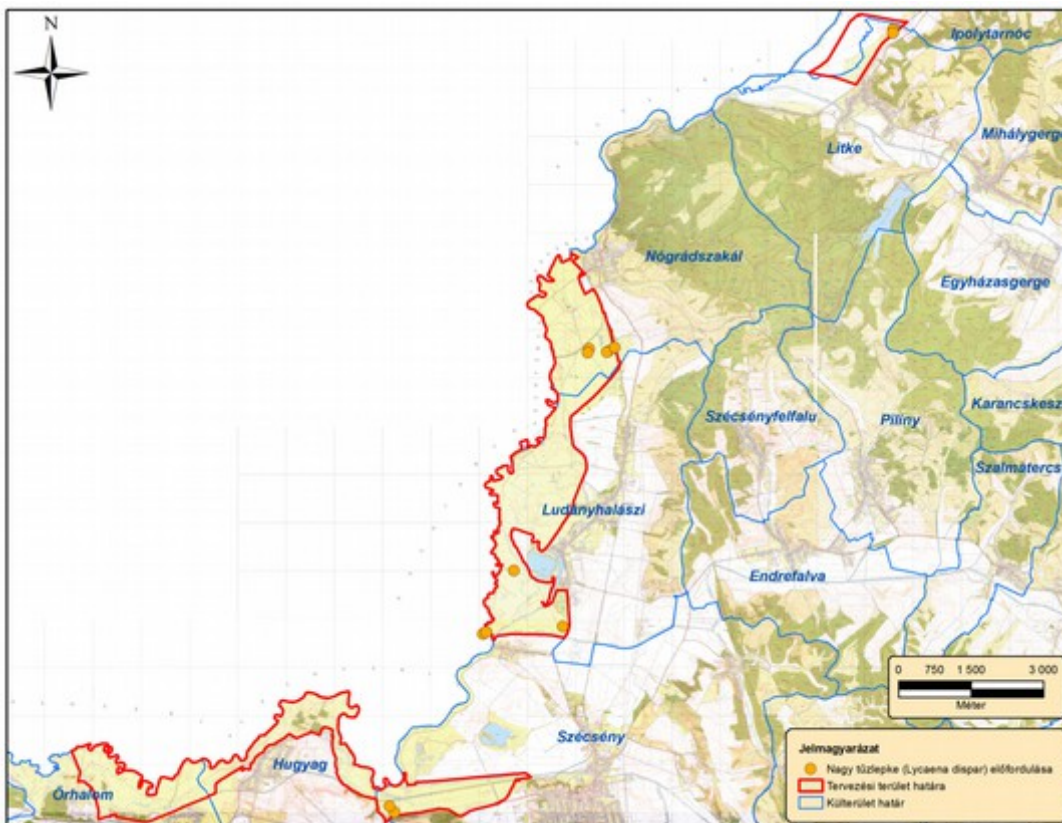 N
Ipolytarnóc
Mihálygerge
Litke
Nógrádszakál
Egyházasgerge
Karancskesz
Szécsényfelfalu
Piliny
Szalmatercs
Ludányhalászi
Endrefalva
0 750 1 500 3 000
Méter
Szécsény
Hugyag
Őrhalom
Jelmagyarázat
Nagy tűzlepke (Lycaena dispar) előfordulása
Tervezési terület határa
Külterület határ